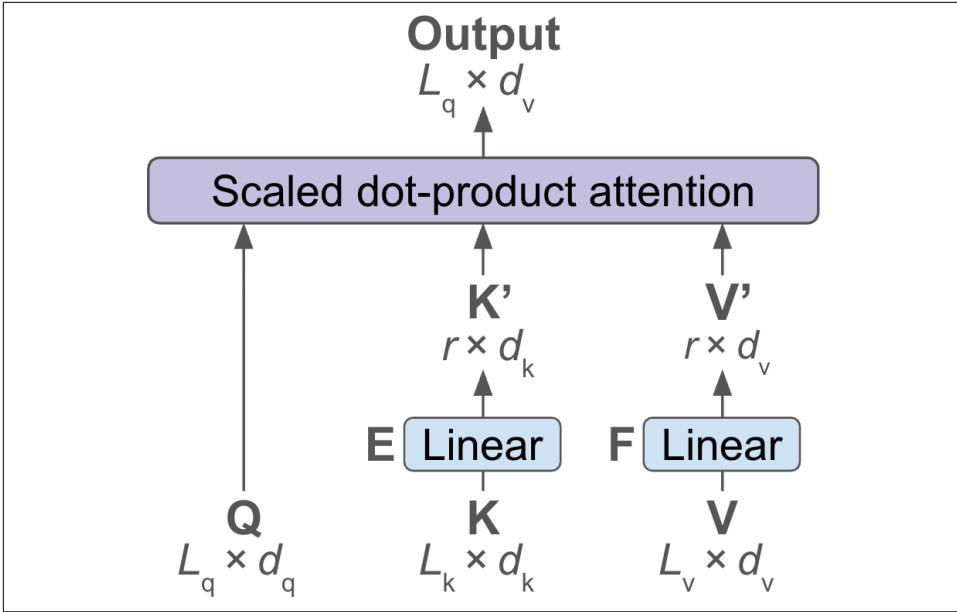 Output
Lq × dv
Scaled dot-product attention
K’ V’
r × dk r × dv
E Linear F Linear
Q K V
Lq × dq Lk × dk Lv × dv